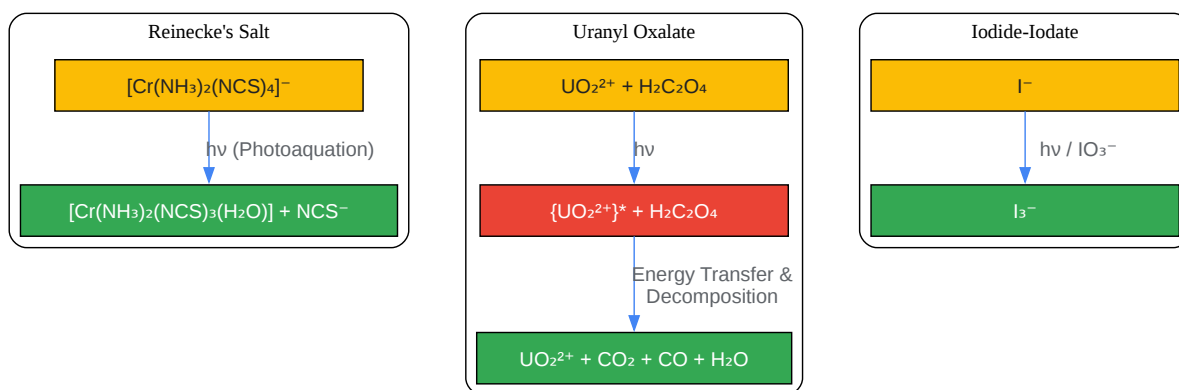 Reinecke's Salt
[Cr(NH₃)₂(NCS)₄]⁻
hν (Photoaquation)
[Cr(NH₃)₂(NCS)₃(H₂O)] + NCS⁻
Uranyl Oxalate
UO₂²⁺ + H₂C₂O₄
hν
{UO₂²⁺}* + H₂C₂O₄
Energy Transfer &
Decomposition
UO₂²⁺ + CO₂ + CO + H₂O
Iodide-Iodate
I⁻
hν / IO₃⁻
I₃⁻